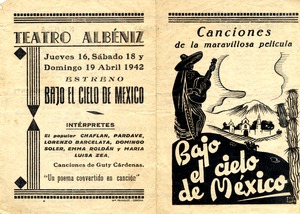 TEATRO ALBÉNIZ
Jueves 16, Sábado 18 y
Domingo 19 Abril 1942
ESTRENO
BAJO EL CIELO DE MEXICO
INTÉRPRETES
El popular CHAFLAN, PARDAVE,
LORENZO BARCELATA, DOMINGO
SOLER, EMMA ROLDÁN y MARIA
LUISA ZEA,
Canciones de Guty Cárdenas.
"Un poema convertido en canción"
Canciones
de la maravillosa película
Bajo
el cielo
de México